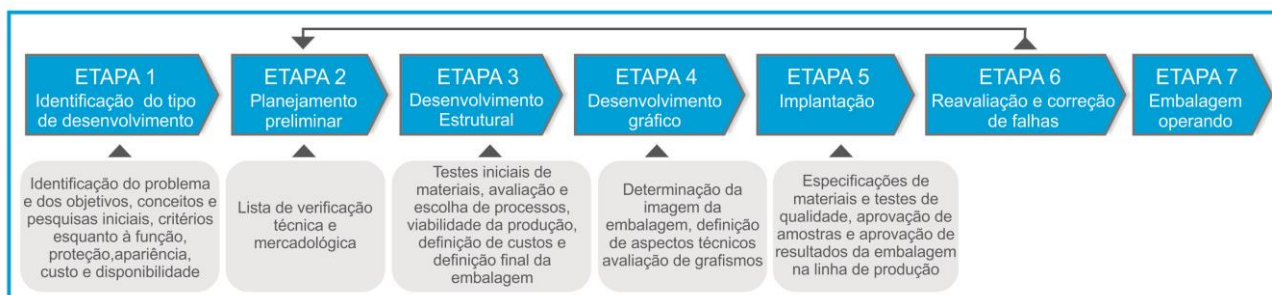 ETAPA 1
Identificação do tipo
de desenvolvimento
ETAPA 2
Planejamento
preliminar
ETAPA 3
Desenvolvimento
Estrutural
ETAPA 4
Desenvolvimento
gráfico
ETAPA 5
Implantação
ETAPA 6
Reavaliação e correção
de falhas
ETAPA 7
Embalagem
operando
Identificação do problema
e dos objetivos, conceitos e
pesquisas iniciais, critérios
esquanto à função,
proteção,apariência,
custo e disponibilidade
Lista de verificação
técnica e
mercadológica
Testes iniciais de
materiais, avaliação e
escolha de processos,
viabilidade da produção,
definição de custos e
definição final da
embalagem
Determinação da
imagem da
embalagem, definição
de aspectos técnicos
avaliação de grafismos
Especificações de
materiais e testes de
qualidade, aprovação de
amostras e aprovação de
resultados da embalagem
na linha de produção